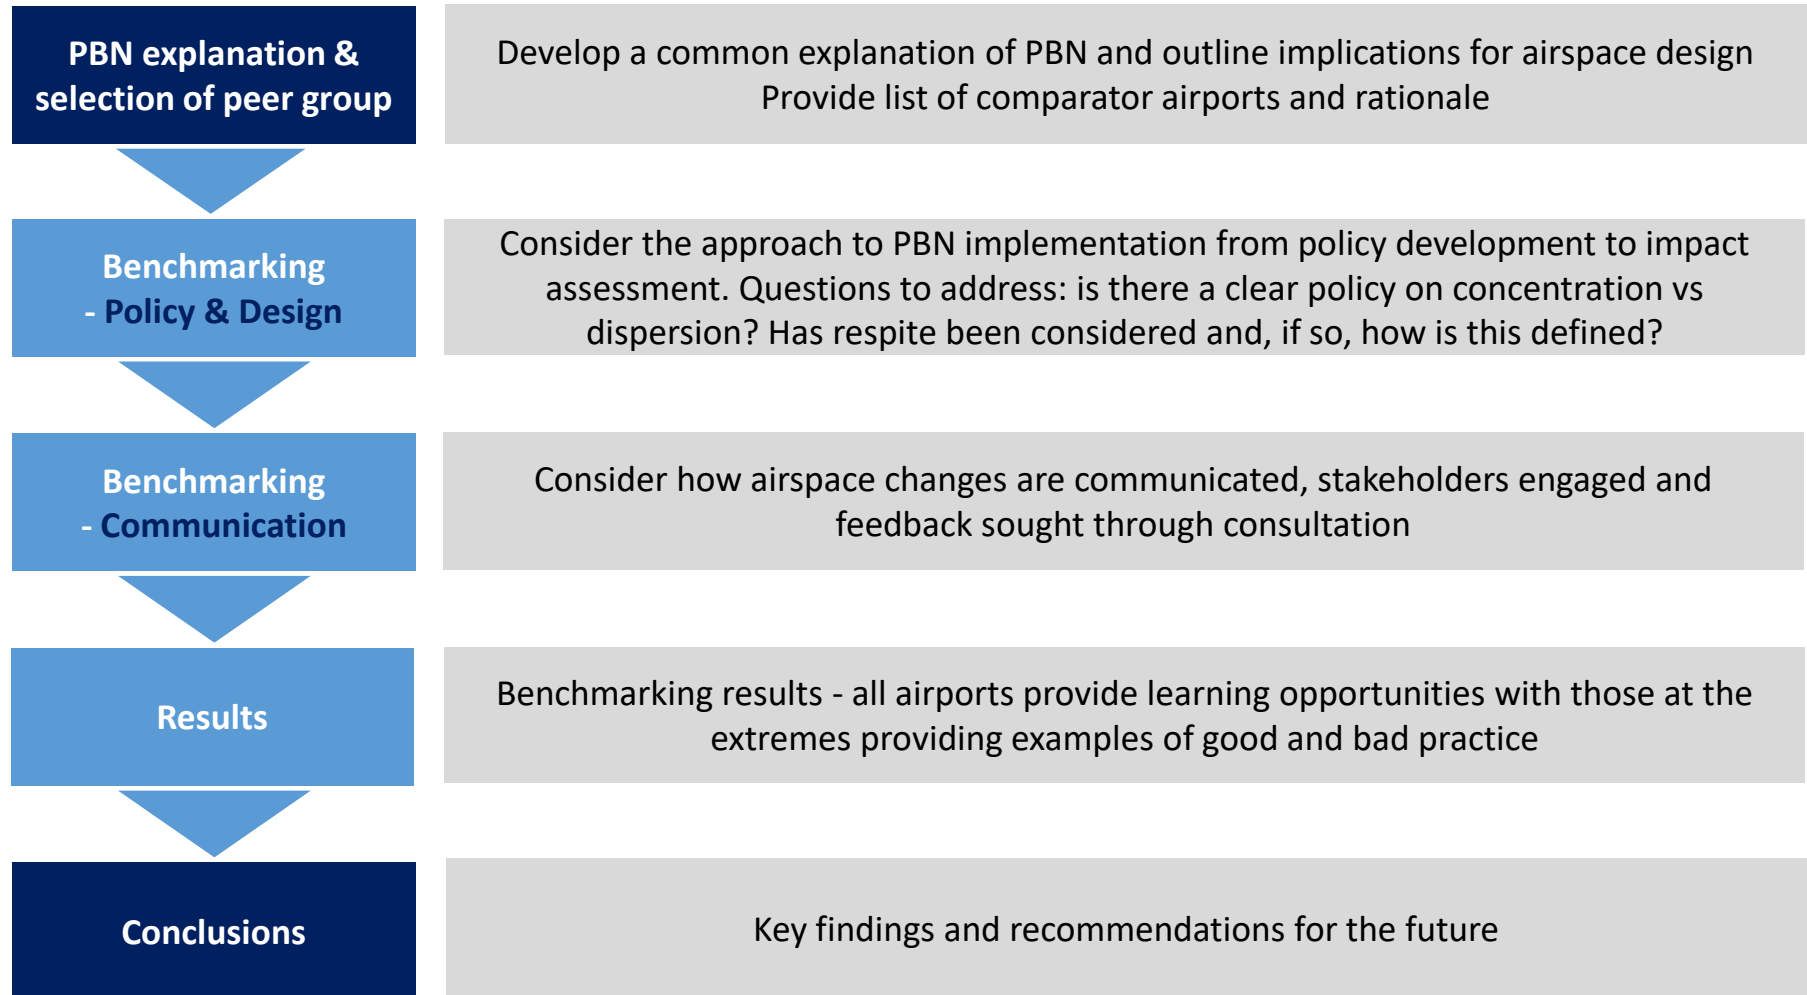 PBN explanation &
selection of peer group
Develop a common explanation of PBN and outline implications for airspace design
Provide list of comparator airports and rationale
Benchmarking
- Policy & Design
Consider the approach to PBN implementation from policy development to impact
assessment. Questions to address: is there a clear policy on concentration vs
dispersion? Has respite been considered and, if so, how is this defined?
Benchmarking
- Communication
Consider how airspace changes are communicated, stakeholders engaged and
feedback sought through consultation
Results
Benchmarking results - all airports provide learning opportunities with those at the
extremes providing examples of good and bad practice
Conclusions
Key findings and recommendations for the future